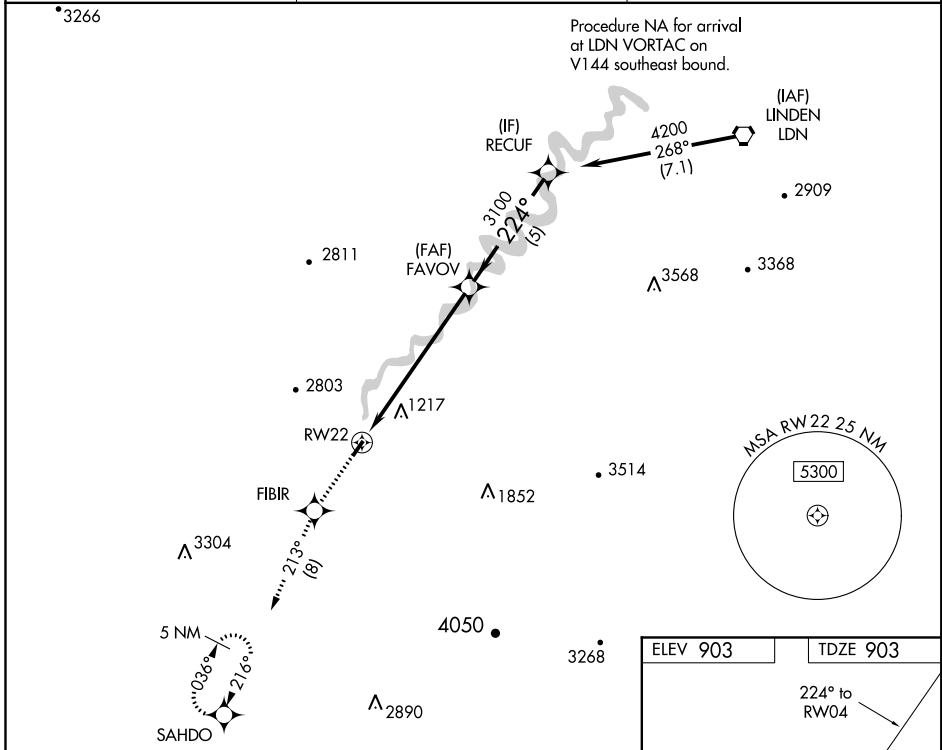 3266
Procedure NA for arrival
at LDN VORTAC on
V144 southeast bound.
(IAF)
LINDEN
LDN
(IF)
RECUF
4200
268°
(7.1)
2909
3100
224°
(5)
(FAF)
FAVOV
2811
3568
3368
2803
1217
RW22
MSA RW22 25 NM
5300
3514
1852
FIBIR
3304
213°
(8)
4050
3268
5 NM
036°
216°
SAHDO
2890
ELEV 903
TDZE 903
224° to
RW04